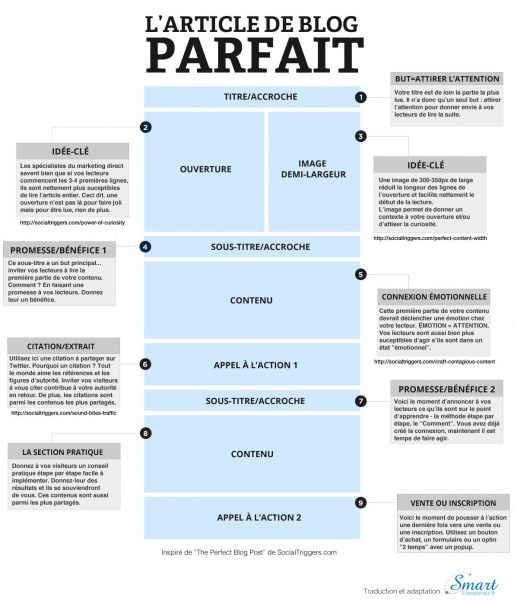 L'ARTICLE DE BLOG
PARFAIT
TITRE/ACCROCHE
1
BUT=ATTIRER L'ATTENTION
Votre titre est de loin la partie la plus
lue. Il n'a donc qu'un seul but : attirer
l'attention pour donner envie à vos
lecteurs de lire la suite.
2
IDÉE-CLÉ
Les spécialistes du marketing direct
savent bien que si vos lecteurs
commencent les 3-4 premières lignes,
ils sont nettement plus susceptibles
de lire l'article entier. Ceci dit, une
ouverture n'est pas là pour faire joli
mais pour être lue, rien de plus.
http://socialtriggers.com/power-of-curiosity
OUVERTURE
IMAGE
DEMI-LARGEUR
3
IDÉE-CLÉ
Une image de 300-350px de large
réduit la longeur des lignes de
l'ouverture et facilite nettement le
début de la lecture.
L'image permet de donner un
contexte à votre ouverture et/ou
d'attiser la curiosité.
http://socialtriggers.com/perfect-content-width
PROMESSE/BÉNÉFICE 1
Ce sous-titre a un but principal...
inviter vos lecteurs à lire la
première partie de votre contenu.
Comment ? En faisant une
promesse à vos lecteurs. Donnez
leur un bénéfice.
4
SOUS-TITRE/ACCROCHE
5
CONTENU
CONNEXION ÉMOTIONNELLE
Cette première partie de votre contenu
devrait déclencher une émotion chez
votre lecteur. ÉMOTION = ATTENTION.
Vos lecteurs sont aussi bien plus
susceptibles d'agir s'ils sont dans un
état "émotionnel".
http://socialtriggers.com/craft-contagious-content
CITATION/EXTRAIT
Utilisez ici une citation à partager sur
Twitter. Pourquoi un citation ? Tout
le monde aime les références et les
figures d'autorité. Inviter vos visiteurs
à vous citer contribue à votre autorité
en retour. De plus, les citations sont
parmi les contenus les plus partagés.
http://socialtriggers.com/sound-bites-traffic
6
APPEL À L'ACTION 1
SOUS-TITRE/ACCROCHE
7
PROMESSE/BÉNÉFICE 2
Voici le moment d'annoncer à vos
lecteurs ce qu'ils sont sur le point
d'apprendre - la méthode étape par
étape, le "Comment". Vous avez déjà
créé la connexion, maintenant il est
temps de faire agir.
8
LA SECTION PRATIQUE
Donnez à vos visiteurs un conseil
pratique étape par étape facile à
implémenter. Donnez-leur des
résultats et ils se souviendront
de vous. Ces contenus sont aussi
parmi les plus partagés.
CONTENU
9
APPEL À L'ACTION 2
VENTE OU INSCRIPTION
Voici le moment de pousser à l'action
une dernière fois vers une vente ou
une inscription. Utilisez un bouton
d'achat, un formulaire ou un optin
"2 temps" avec un popup.
Inspiré de "The Perfect Blog Post" de SocialTriggers.com
Traduction et adaptation
Smart
Entrepreneur.fr